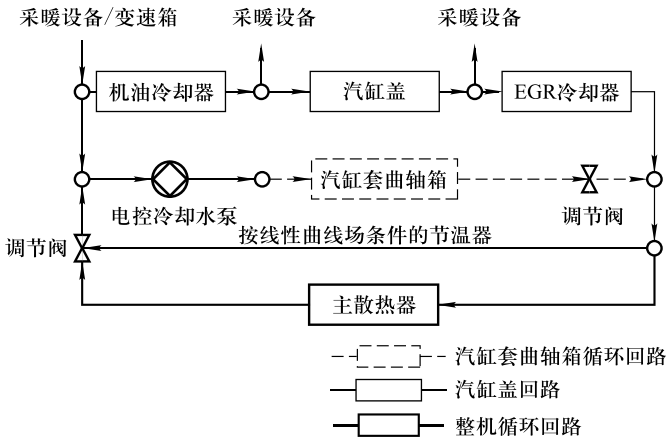 采暖设备/变速箱
采暖设备
采暖设备
机油冷却器
汽缸盖
EGR冷却器
汽缸套曲轴箱
电控冷却水泵
调节阀
按线性曲线场条件的节温器
调节阀
主散热器
汽缸套曲轴箱循环回路
汽缸盖回路
整机循环回路